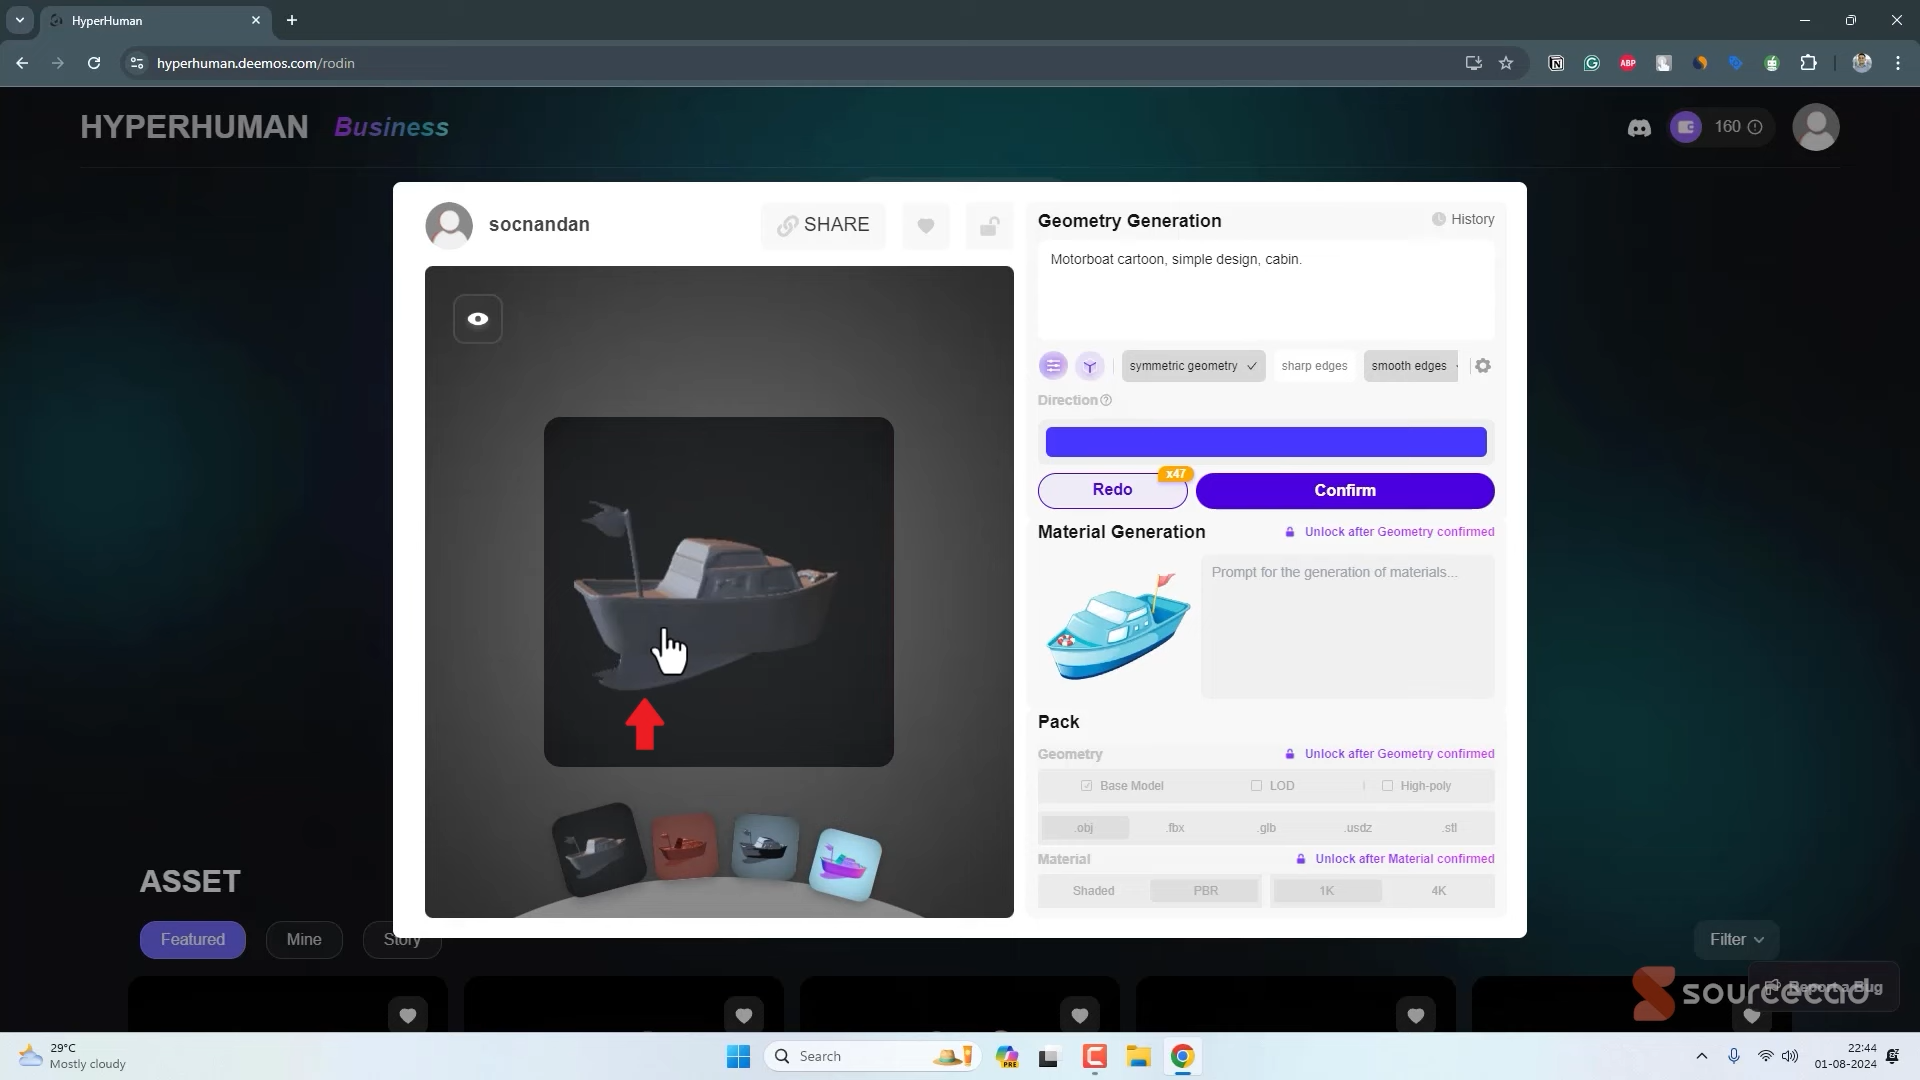 HyperHuman
hyperhuman.deemos.com/rodin
ABP
HYPERHUMAN Business
160
socnandan
SHARE
Geometry Generation
History
Motorboat cartoon, simple design, cabin.
symmetric geometry
sharp edges
smooth edges
Direction
x47
Redo
Confirm
Material Generation
Unlock after Geometry confirmed
Prompt for the generation of materials...
Pack
Geometry
Unlock after Geometry confirmed
Base Model
LOD
High-poly
.obj
.fbx
.glb
.usdz
.stl
Material
Unlock after Material confirmed
Shaded
PBR
1K
4K
ASSET
Featured
Mine
Story
Filter
Report a Bug
sourcecad
29°C
Mostly cloudy
Search
PRE
22:44
01-08-2024